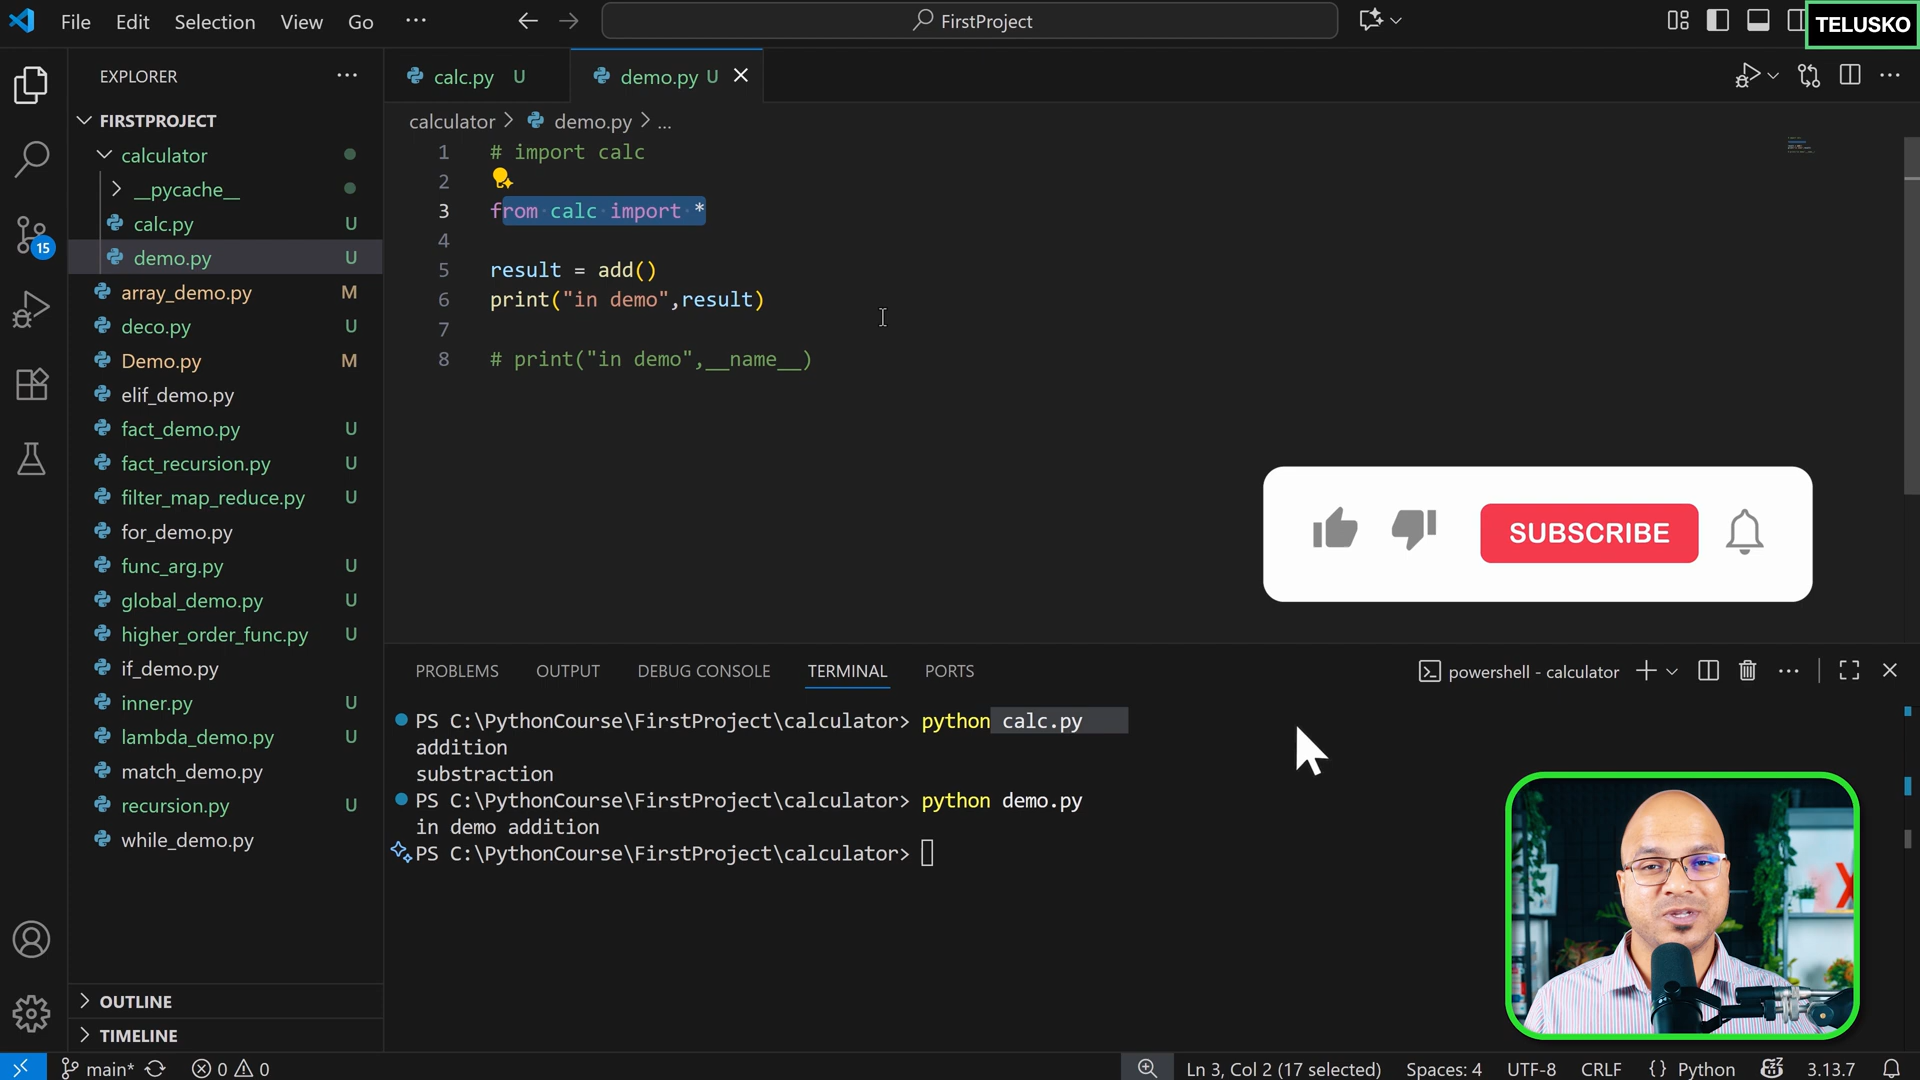 File Edit Selection View Go ... FirstProject
TELUSKO
EXPLORER ...
FIRSTPROJECT
calculator
__pycache__
calc.py U
demo.py U
array_demo.py M
deco.py U
Demo.py M
elif_demo.py
fact_demo.py U
fact_recursion.py U
filter_map_reduce.py U
for_demo.py
func_arg.py U
global_demo.py U
higher_order_func.py U
if_demo.py
inner.py U
lambda_demo.py U
match_demo.py
recursion.py U
while_demo.py
OUTLINE
TIMELINE
15
calc.py U demo.py U
calculator > demo.py > ...
1 # import calc
2
3 from calc import *
4
5 result = add()
6 print("in demo",result)
7
8 # print("in demo",__name__)
SUBSCRIBE
PROBLEMS OUTPUT DEBUG CONSOLE TERMINAL PORTS powershell - calculator
PS C:\PythonCourse\FirstProject\calculator> python calc.py
addition
substraction
PS C:\PythonCourse\FirstProject\calculator> python demo.py
in demo addition
PS C:\PythonCourse\FirstProject\calculator>
main* 0 0 Ln 3, Col 2 (17 selected) Spaces: 4 UTF-8 CRLF {} Python 3.13.7